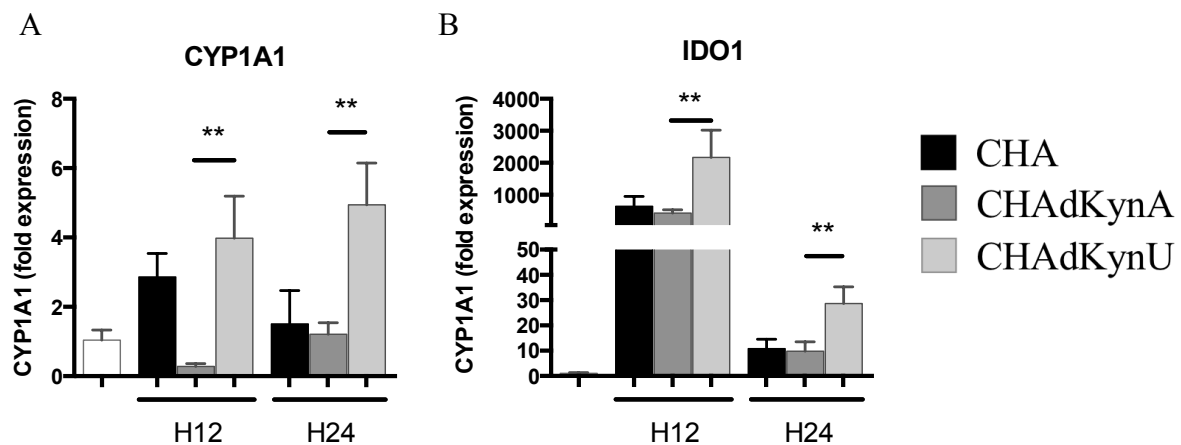 A
CYP1A1
CYP1A1 (fold expression)
8
6
4
2
0
**
**
H12
H24
B
IDO1
CYP1A1 (fold expression)
4000
3000
2000
1000
50
40
30
20
10
0
**
**
H12
H24
CHA
CHAdKynA
CHAdKynU